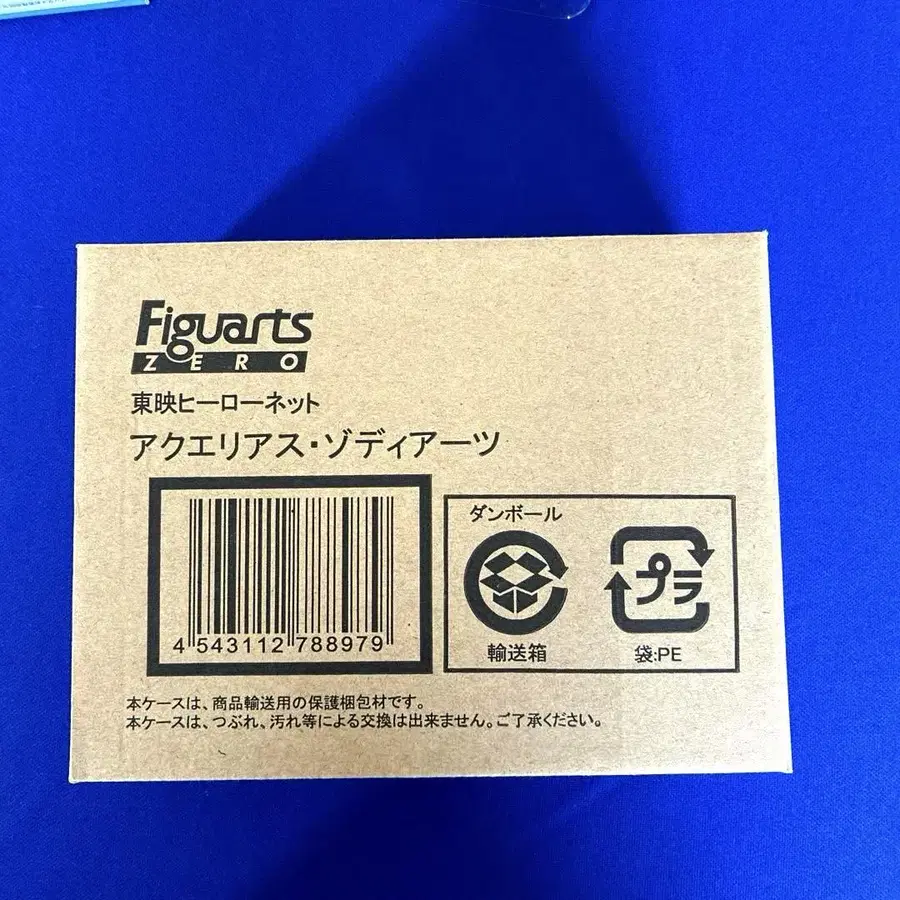 Figuarts
ZERO
東映ヒーローネット
アクエリアス・ゾディアーツ
4 543112 788979
ダンボール
プラ
輸送箱
袋:PE
本ケースは、商品輸送用の保護梱包材です。
本ケースは、つぶれ、汚れ等による交換は出来ません。ご了承ください。